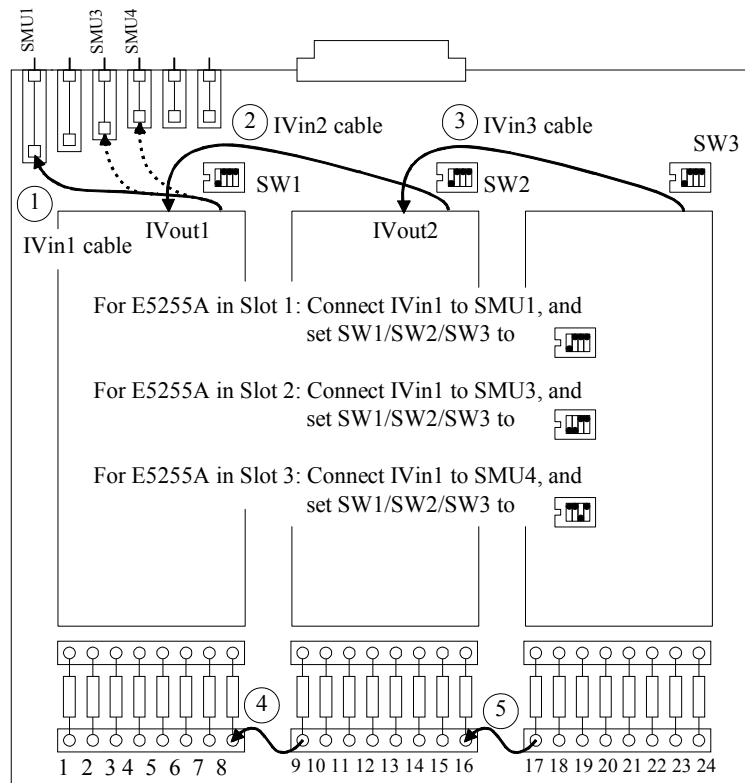 SMU1
SMU3
SMU4
2 IVin2 cable
3 IVin3 cable
SW3
SW1
SW2
1
IVin1 cable
IVout1
IVout2
For E5255A in Slot 1: Connect IVin1 to SMU1, and
set SW1/SW2/SW3 to
For E5255A in Slot 2: Connect IVin1 to SMU3, and
set SW1/SW2/SW3 to
For E5255A in Slot 3: Connect IVin1 to SMU4, and
set SW1/SW2/SW3 to
4
5
1 2 3 4 5 6 7 8
9 10 11 12 13 14 15 16
17 18 19 20 21 22 23 24